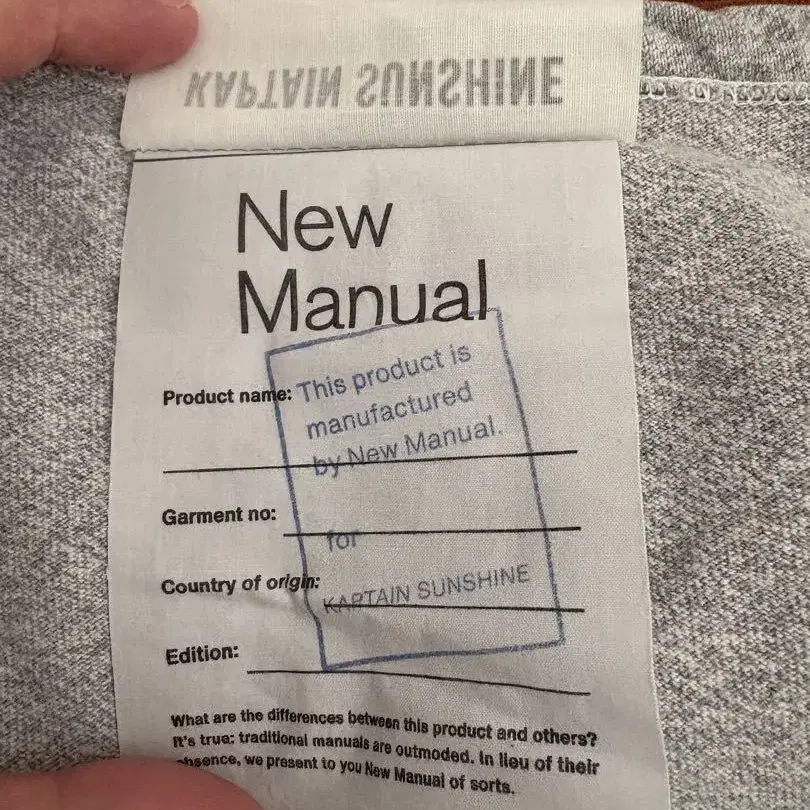 KAPTAIN SUNSHINE
New
Manual
Product name:
This product is
manufactured
by New Manual.
for
KAPTAIN SUNSHINE
Garment no:
Country of origin:
Edition:
What are the differences between this product and others?
It's true: traditional manuals are outmoded. In lieu of their
absence, we present to you New Manual of sorts.